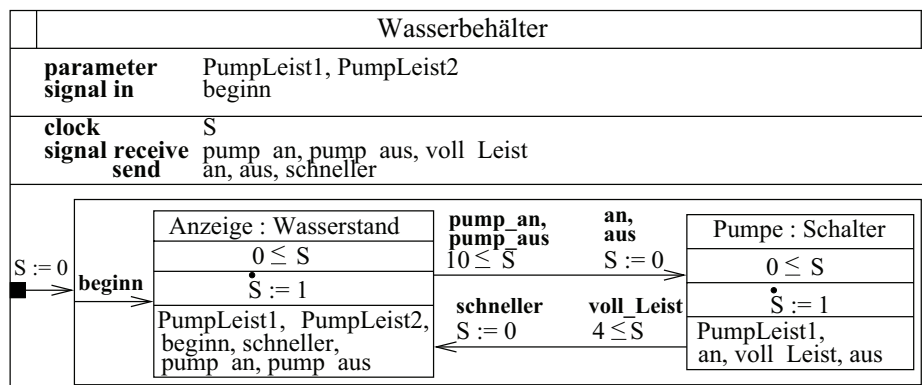 Wasserbehälter
parameter PumpLeist1, PumpLeist2
signal in beginn
clock S
signal receive pump an, pump aus, voll Leist
send an, aus, schneller
S := 0
beginn
Anzeige : Wasserstand
0 ≤ S
Ṡ := 1
PumpLeist1, PumpLeist2,
beginn, schneller,
pump an, pump aus
pump_an, an,
pump_aus aus
10 ≤ S S := 0
schneller voll_Leist
S := 0 4 ≤ S
Pumpe : Schalter
0 ≤ S
Ṡ := 1
PumpLeist1,
an, voll Leist, aus